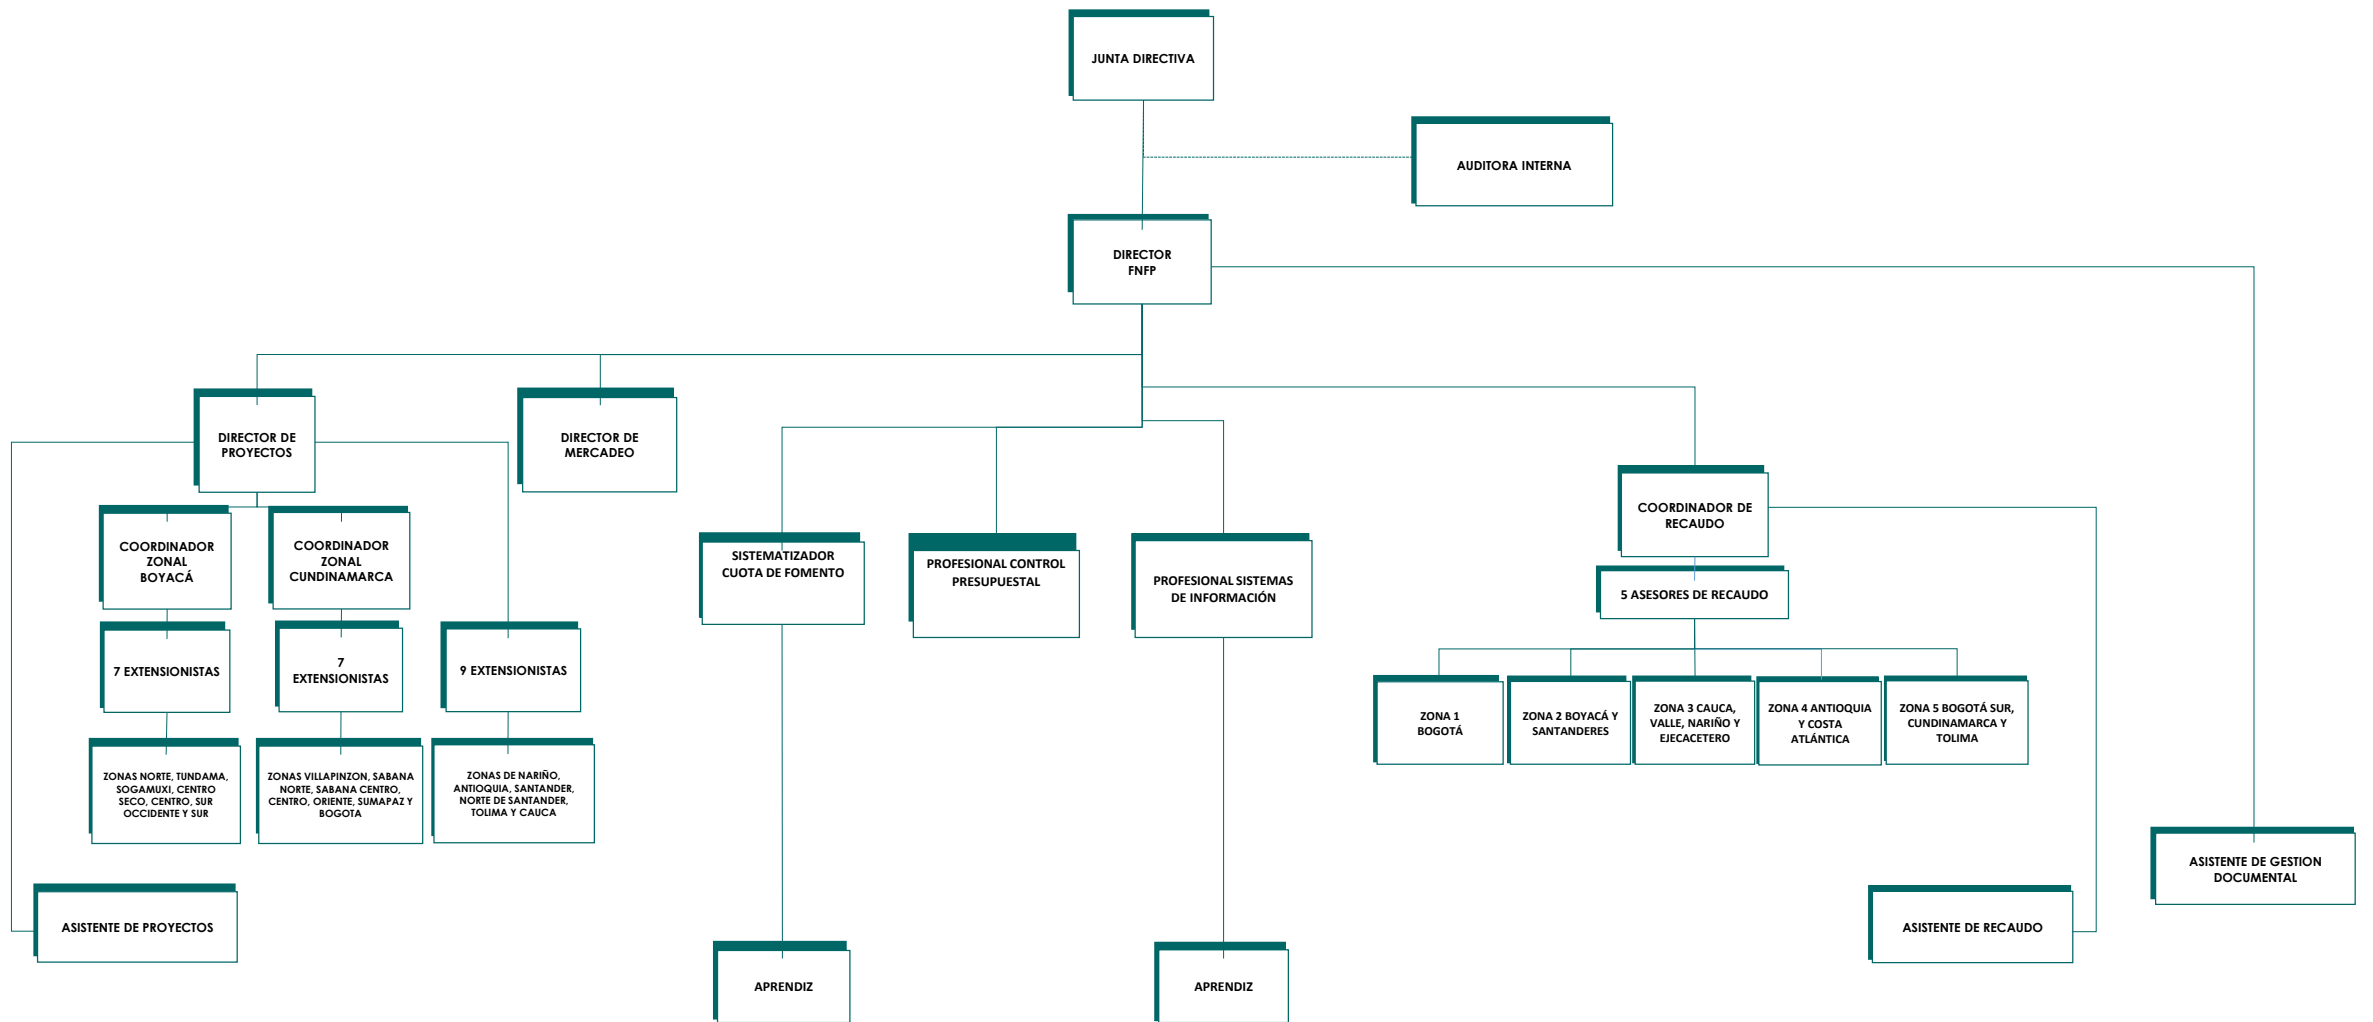 JUNTA DIRECTIVA
AUDITORA INTERNA
DIRECTOR
FNFP
DIRECTOR DE
PROYECTOS
DIRECTOR DE
MERCADEO
COORDINADOR DE
RECAUDO
COORDINADOR
ZONAL
BOYACÁ
COORDINADOR
ZONAL
CUNDINAMARCA
SISTEMATIZADOR
CUOTA DE FOMENTO
PROFESIONAL CONTROL
PRESUPUESTAL
PROFESIONAL SISTEMAS
DE INFORMACIÓN
5 ASESORES DE RECAUDO
7 EXTENSIONISTAS
7
EXTENSIONISTAS
9 EXTENSIONISTAS
ZONA 1
BOGOTÁ
ZONA 2 BOYACÁ Y
SANTANDERES
ZONA 3 CAUCA,
VALLE, NARIÑO Y
EJECACETERO
ZONA 4 ANTIOQUIA
Y COSTA
ATLÁNTICA
ZONA 5 BOGOTÁ SUR,
CUNDINAMARCA Y
TOLIMA
ZONAS NORTE, TUNDAMA,
SOGAMUXI, CENTRO
SECO, CENTRO, SUR
OCCIDENTE Y SUR
ZONAS VILLAPINZON, SABANA
NORTE, SABANA CENTRO,
CENTRO, ORIENTE, SUMAPAZ Y
BOGOTA
ZONAS DE NARIÑO,
ANTIOQUIA, SANTANDER,
NORTE DE SANTANDER,
TOLIMA Y CAUCA
ASISTENTE DE GESTION
DOCUMENTAL
ASISTENTE DE PROYECTOS
ASISTENTE DE RECAUDO
APRENDIZ
APRENDIZ